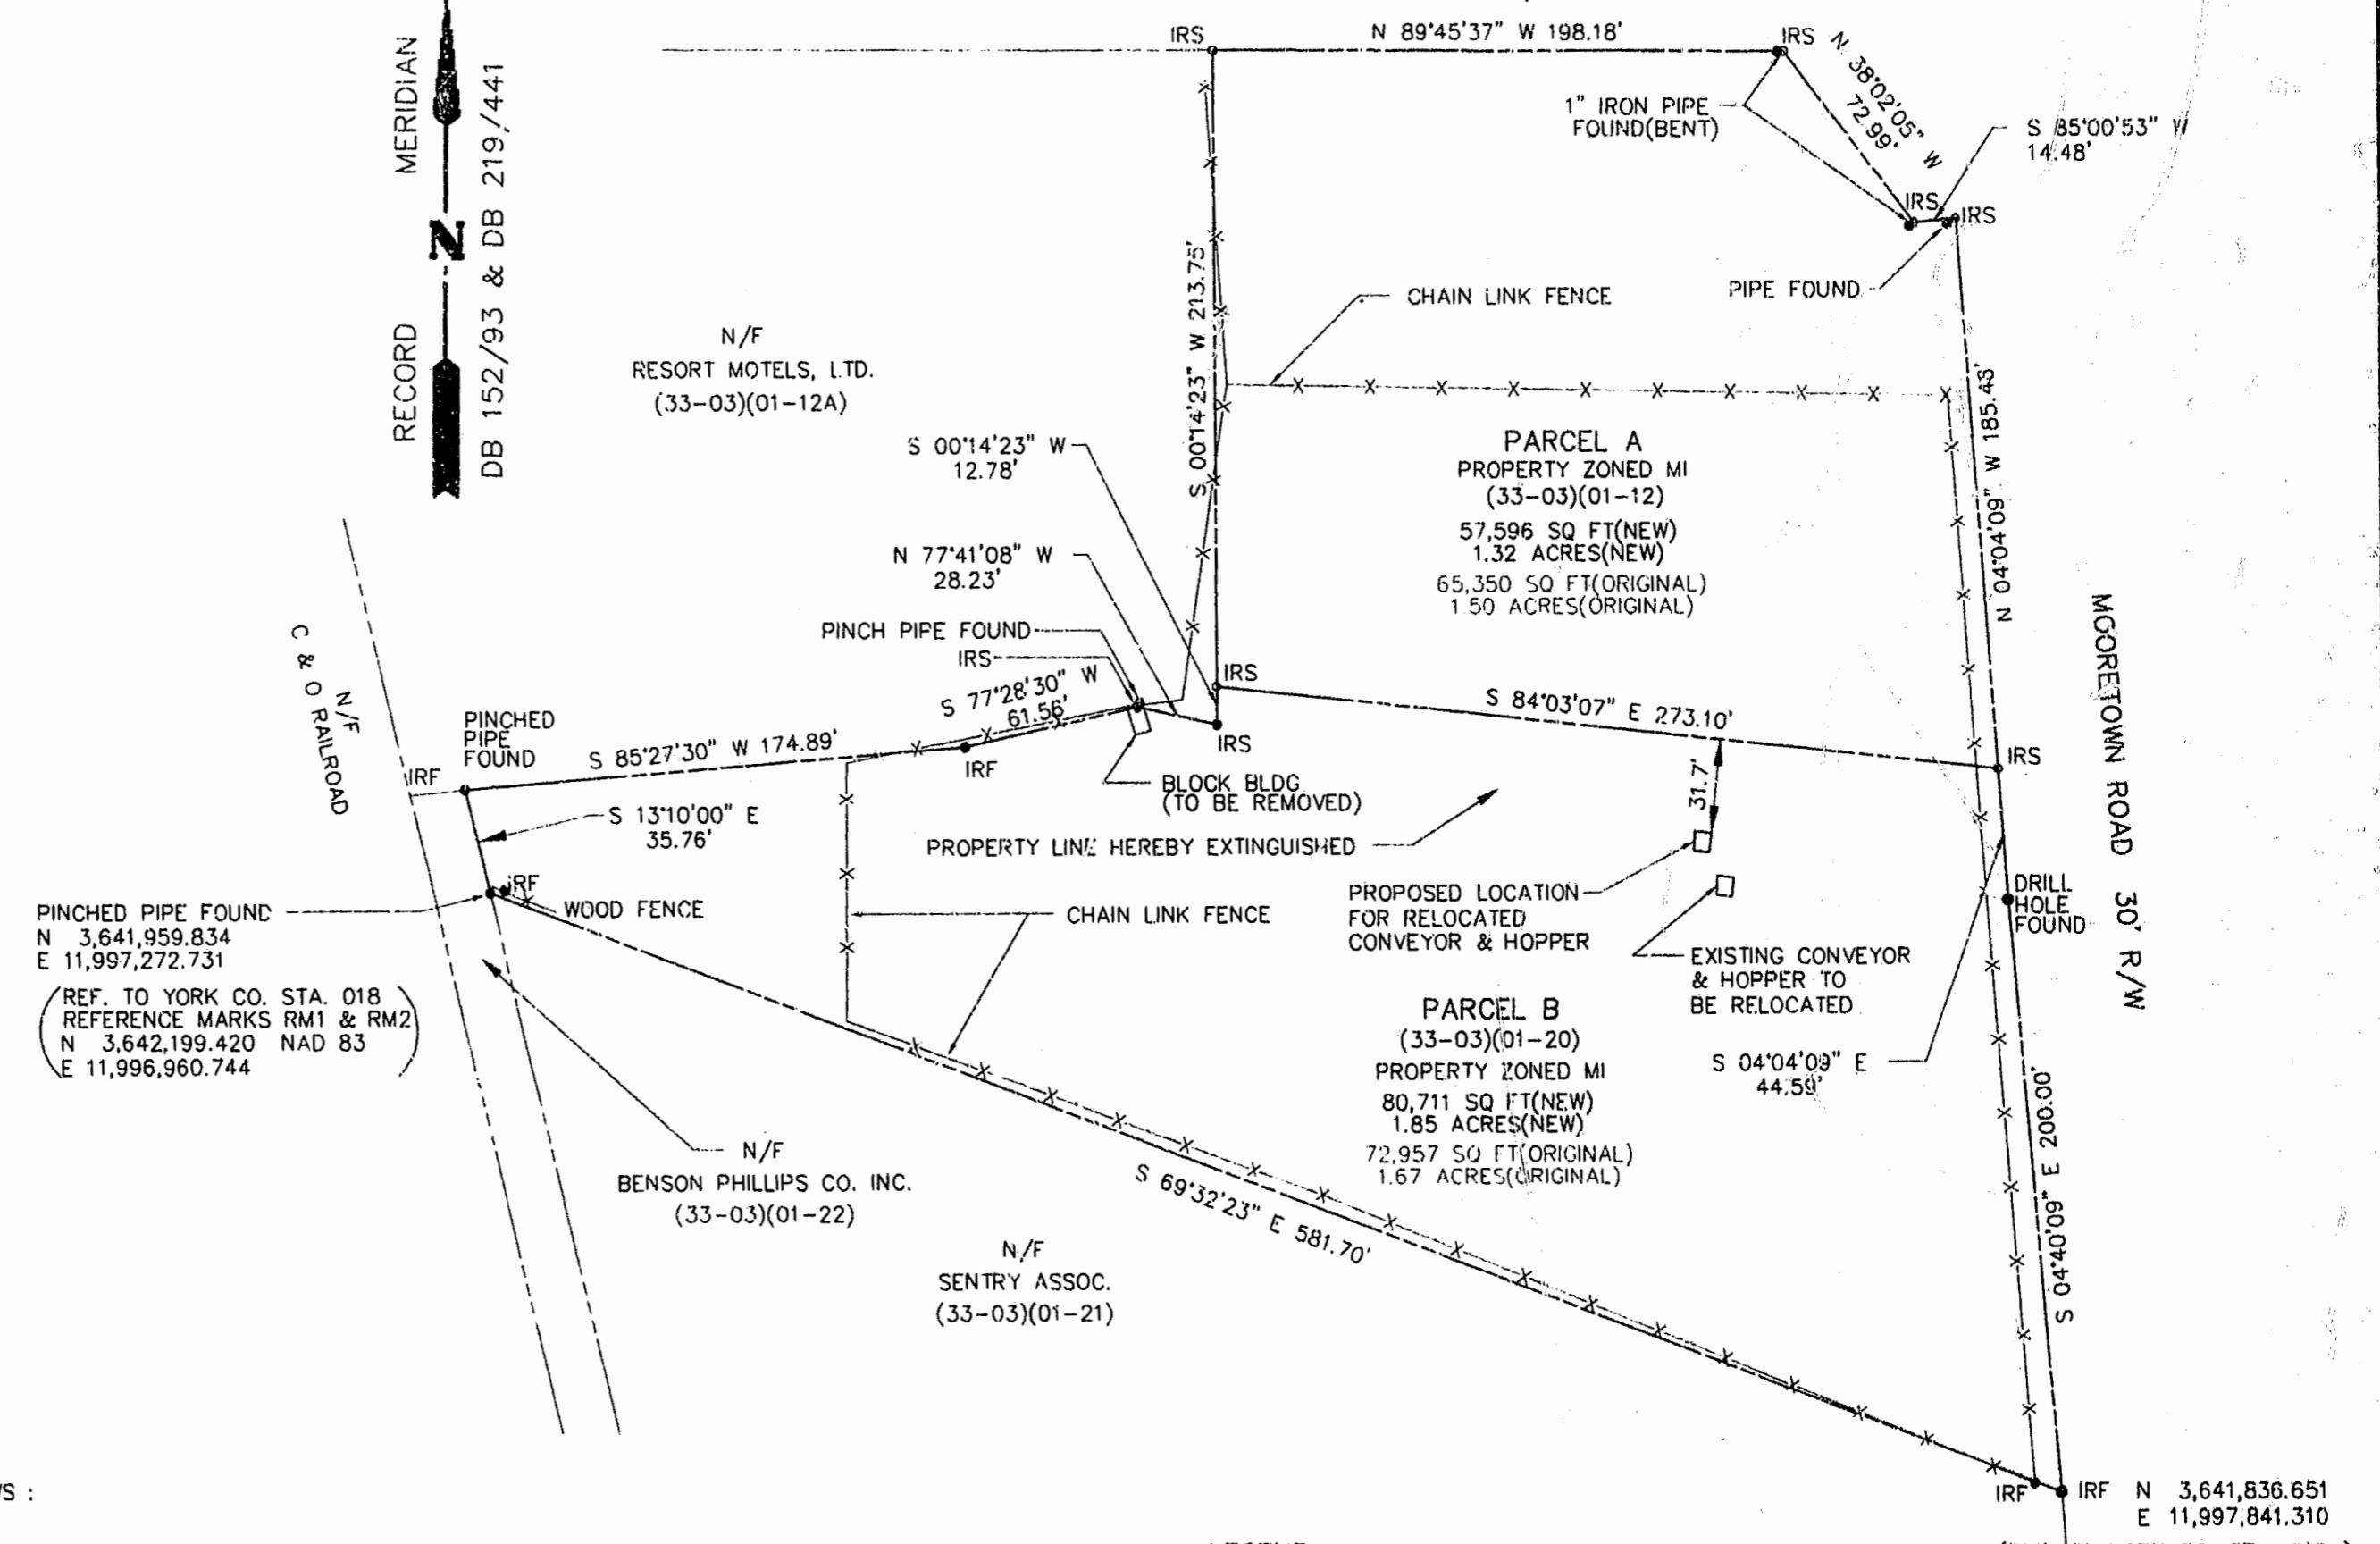 RECORD MERIDIAN
N
DB 152/93 & DB 219/441
IRS
N 89°45'37" W 198.18'
IRS
N 38°02'05" W
72.99'
1" IRON PIPE
FOUND(BENT)
S 85°00'53" W
14.48'
IRS
IRS
PIPE FOUND
CHAIN LINK FENCE
S 00°14'23" W 213.75'
N/F
RESORT MOTELS, LTD.
(33-03)(01-12A)
S 00°14'23" W
12.78'
N 77°41'08" W
28.23'
PARCEL A
PROPERTY ZONED MI
(33-03)(01-12)
57,596 SQ FT(NEW)
1.32 ACRES(NEW)
65,350 SQ FT(ORIGINAL)
1.50 ACRES(ORIGINAL)
N 04°04'09" W 185.43'
MOORETOWN ROAD 30' R/W
N/F
C & O RAILROAD
PINCH PIPE FOUND
IRS
S 77°28'30" W
61.56'
IRS
S 84°03'07" E 273.10'
IRS
PINCHED
PIPE
FOUND
IRF
S 85°27'30" W 174.89'
IRF
IRS
BLOCK BLDG
(TO BE REMOVED)
31.7'
S 13°10'00" E
35.76'
PROPERTY LINE HEREBY EXTINGUISHED
IRF
WOOD FENCE
PINCHED PIPE FOUND
N 3,641,959.834
E 11,997,272.731
(REF. TO YORK CO. STA. 018
REFERENCE MARKS RM1 & RM2
N 3,642,199.420 NAD 83
E 11,996,960.744)
CHAIN LINK FENCE
PROPOSED LOCATION
FOR RELOCATED
CONVEYOR & HOPPER
DRILL
HOLE
FOUND
EXISTING CONVEYOR
& HOPPER TO
BE RELOCATED
PARCEL B
(33-03)(01-20)
PROPERTY ZONED MI
80,711 SQ FT(NEW)
1.85 ACRES(NEW)
72,957 SQ FT(ORIGINAL)
1.67 ACRES(ORIGINAL)
S 04°04'09" E
44.59'
S 04°40'09" E 200.00'
N/F
BENSON PHILLIPS CO. INC.
(33-03)(01-22)
S 69°32'23" E 581.70'
N/F
SENTRY ASSOC.
(33-03)(01-21)
IRF
IRF N 3,641,836.651
E 11,997,841.310